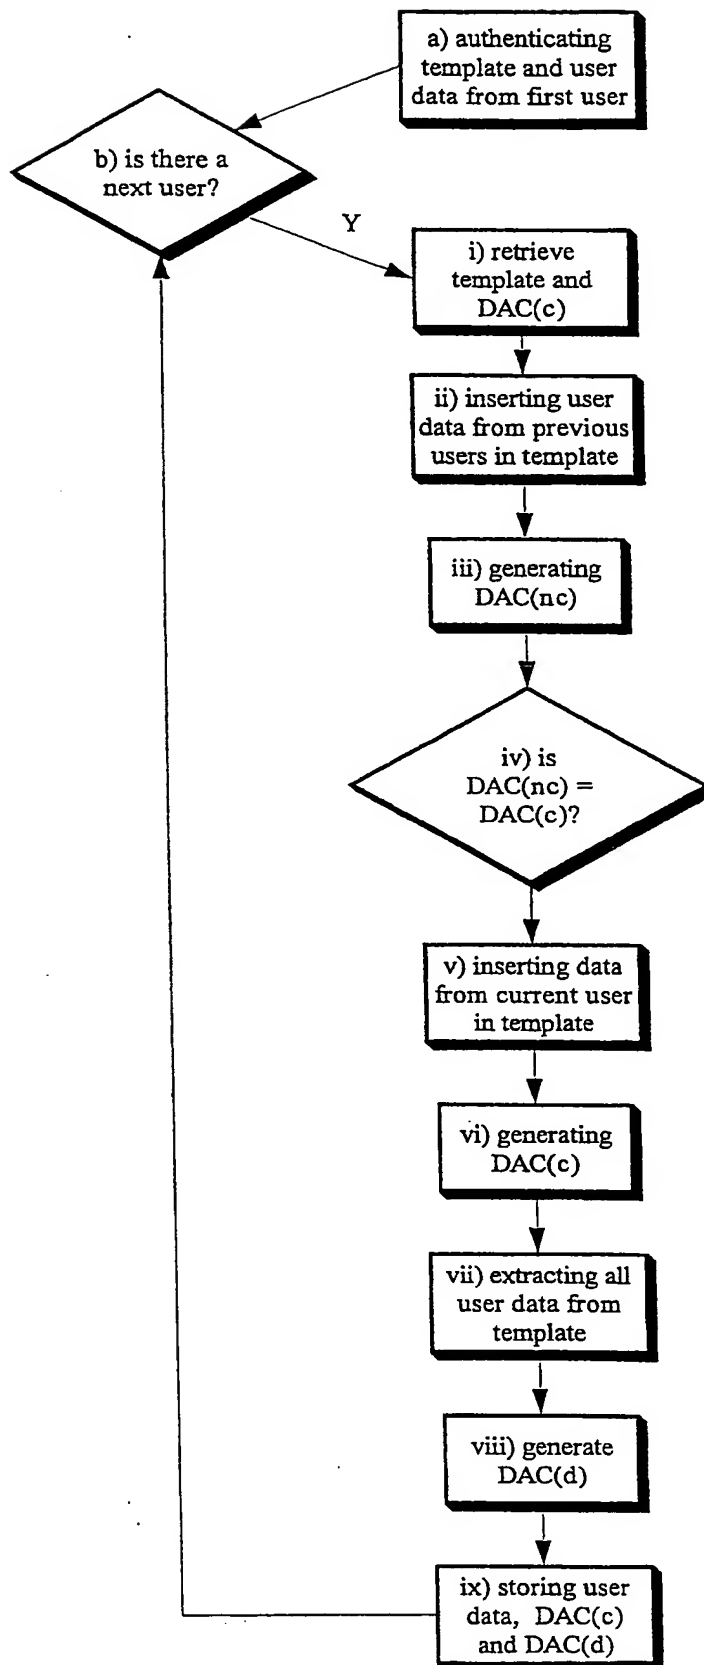 a) authenticating
template and user
data from first user
b) is there a
next user?
Y
i) retrieve
template and
DAC(c)
ii) inserting user
data from previous
users in template
iii) generating
DAC(nc)
iv) is
DAC(nc) =
DAC(c)?
v) inserting data
from current user
in template
vi) generating
DAC(c)
vii) extracting all
user data from
template
viii) generate
DAC(d)
ix) storing user
data, DAC(c)
and DAC(d)